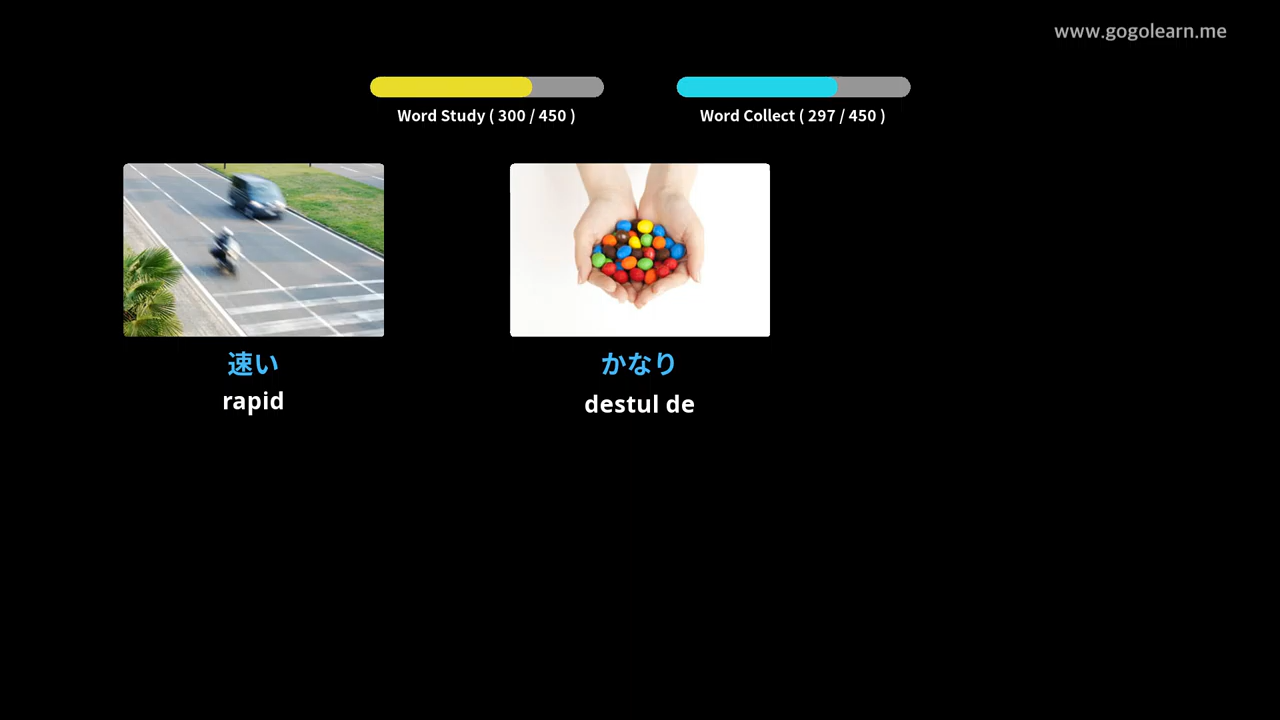 www.gogolearn.me
Word Study ( 300 / 450 )
Word Collect ( 297 / 450 )
速い
rapid
かなり
destul de